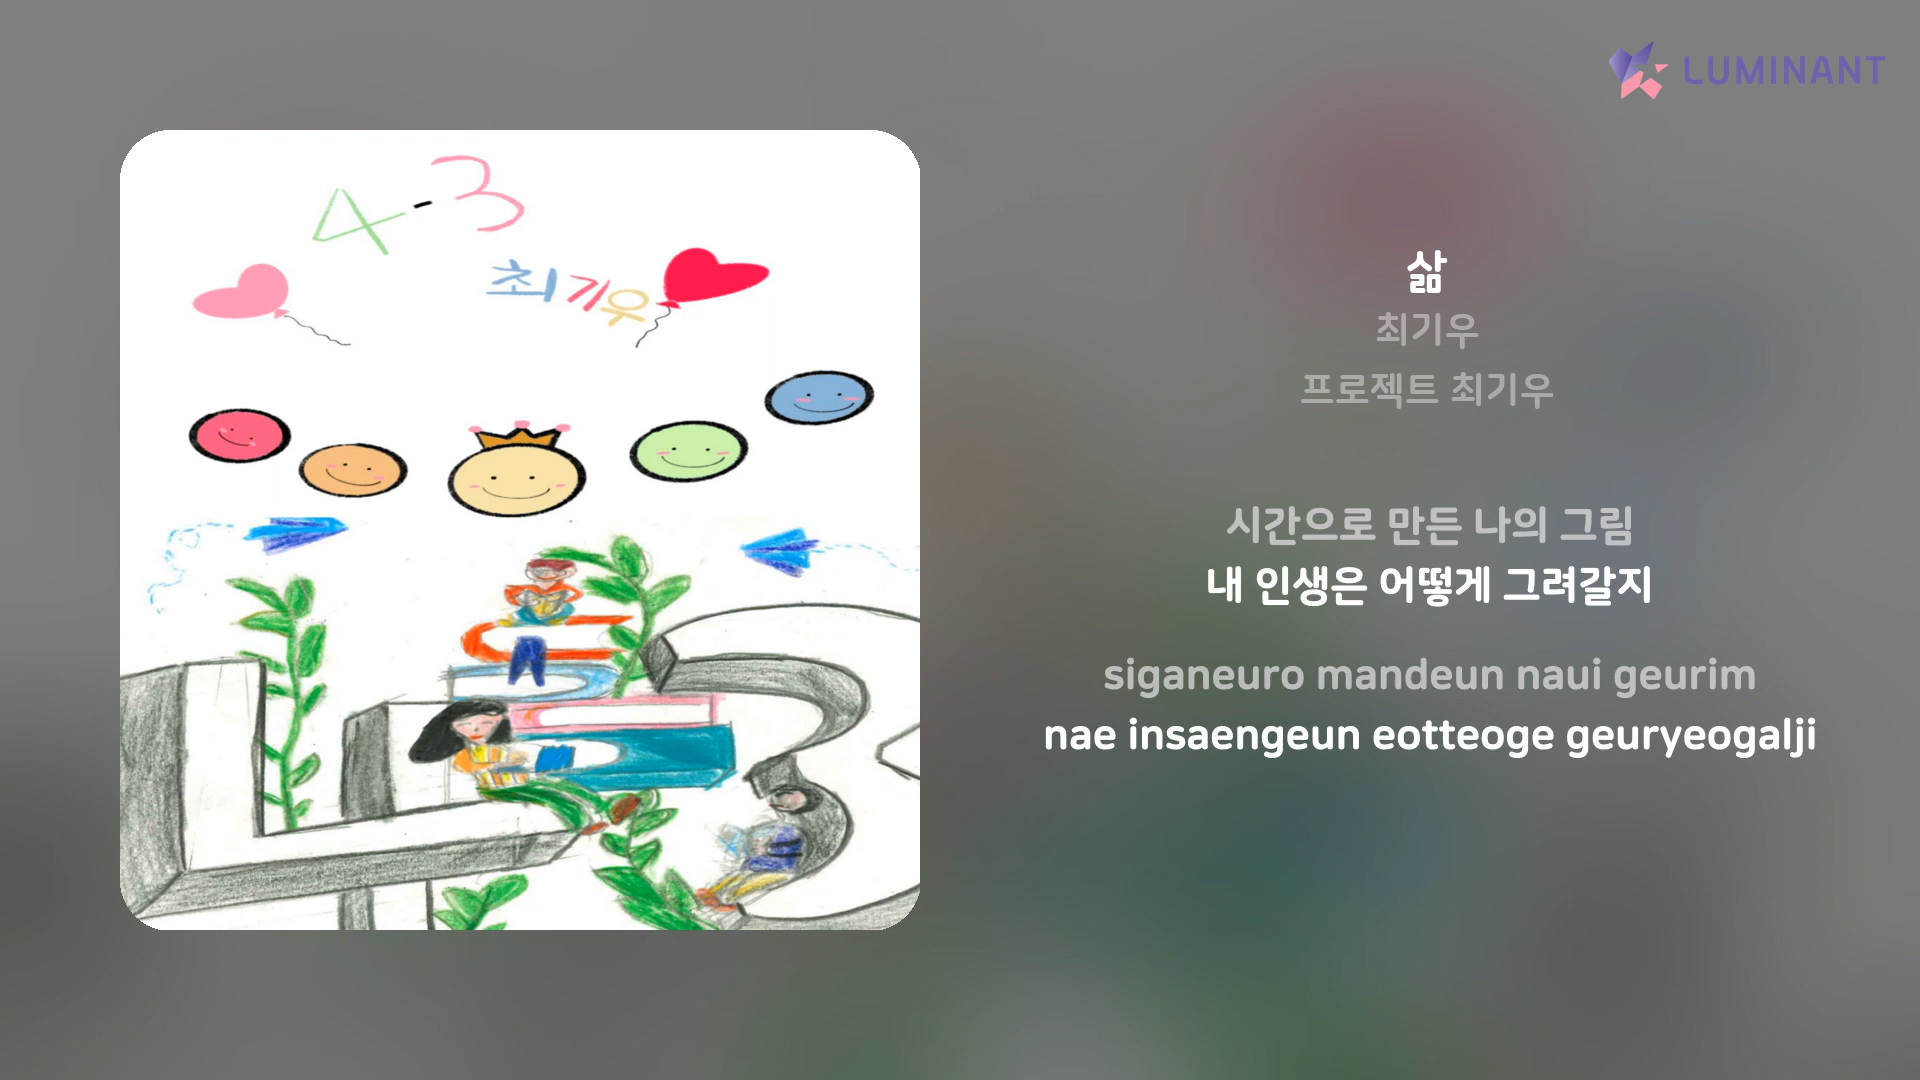 LUMINANT
4-3
최기우
삶
최기우
프로젝트 최기우
시간으로 만든 나의 그림
내 인생은 어떻게 그려갈지
siganeuro mandeun naui geurim
nae insaengeun eotteoge geuryeogalji
43